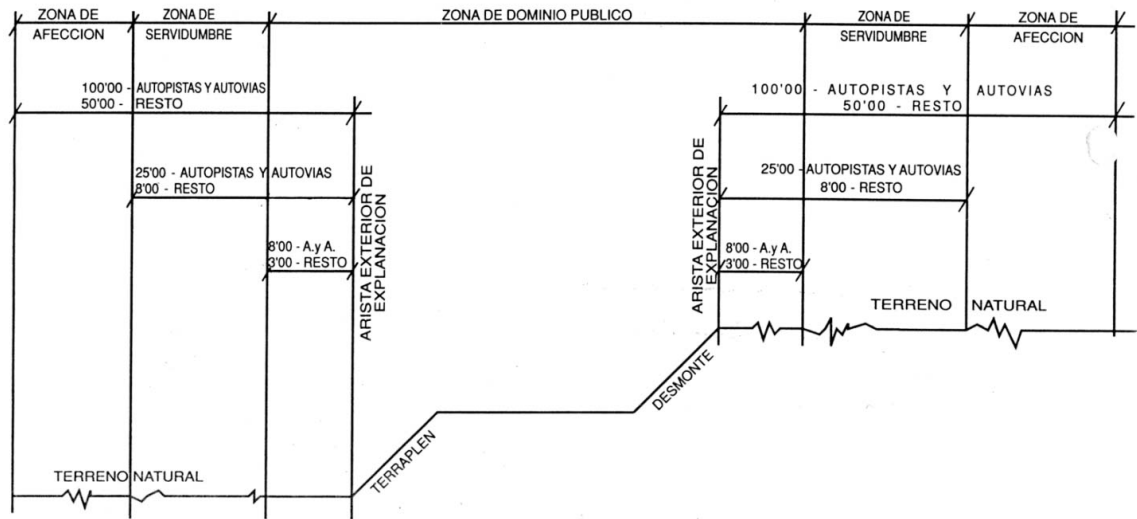 ZONA DE
AFECCION
ZONA DE
SERVIDUMBRE
ZONA DE DOMINIO PUBLICO
ZONA DE
SERVIDUMBRE
ZONA DE
AFECCION
100'00 - AUTOPISTAS Y AUTOVIAS
50'00 - RESTO
100'00 - AUTOPISTAS Y AUTOVIAS
50'00 - RESTO
25'00 - AUTOPISTAS Y AUTOVIAS
8'00 - RESTO
25'00 - AUTOPISTAS Y AUTOVIAS
8'00 - RESTO
8'00 - A.y A.
3'00 - RESTO
ARISTA EXTERIOR DE
EXPLANACION
ARISTA EXTERIOR DE
EXPLANACION
8'00 - A.y A.
3'00 - RESTO
TERRENO NATURAL
DESMONTE
TERRAPLEN
TERRENO NATURAL